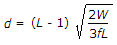 d = (L - 1) √(2W/3fL)